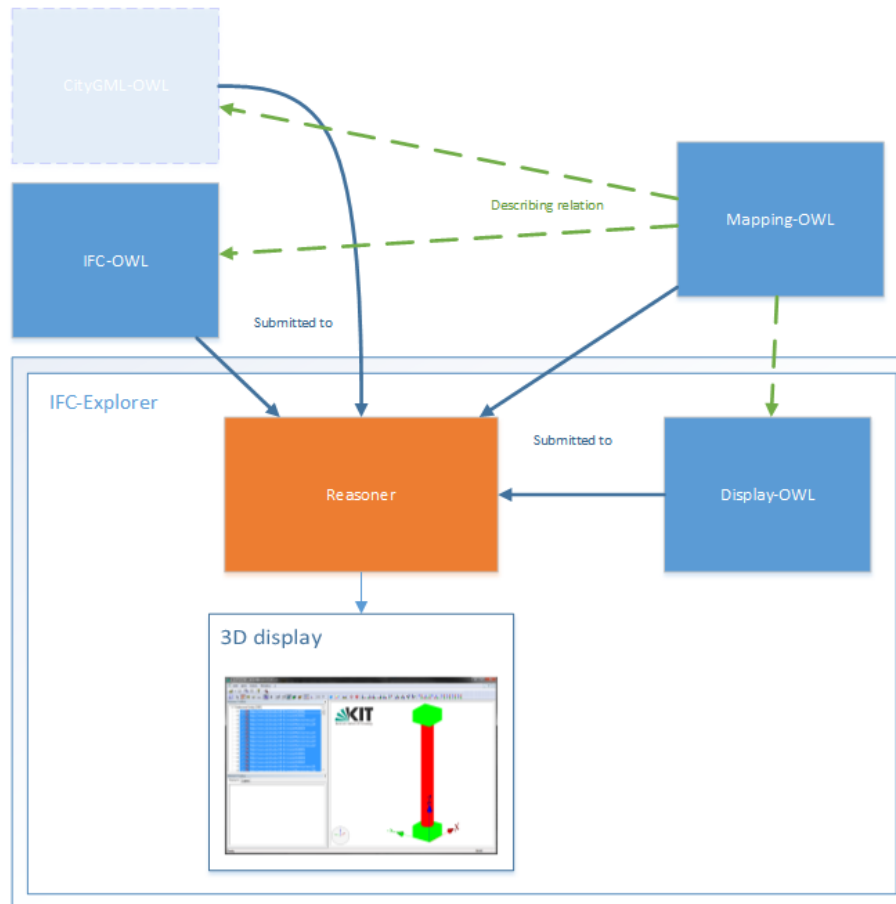 CityGML-OWL
Mapping-OWL
Describing relation
IFC-OWL
Submitted to
IFC-Explorer
Submitted to
Reasoner
Display-OWL
3D display
KIT
X